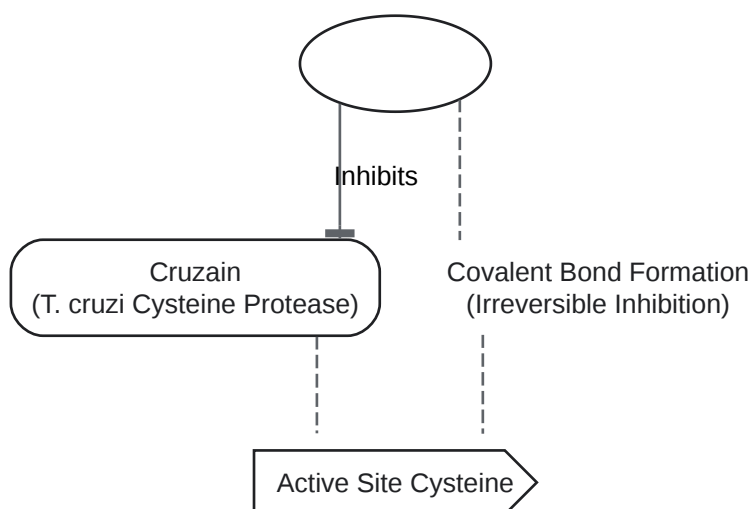 Inhibits
Cruzain
(T. cruzi Cysteine Protease)
Covalent Bond Formation
(Irreversible Inhibition)
Active Site Cysteine